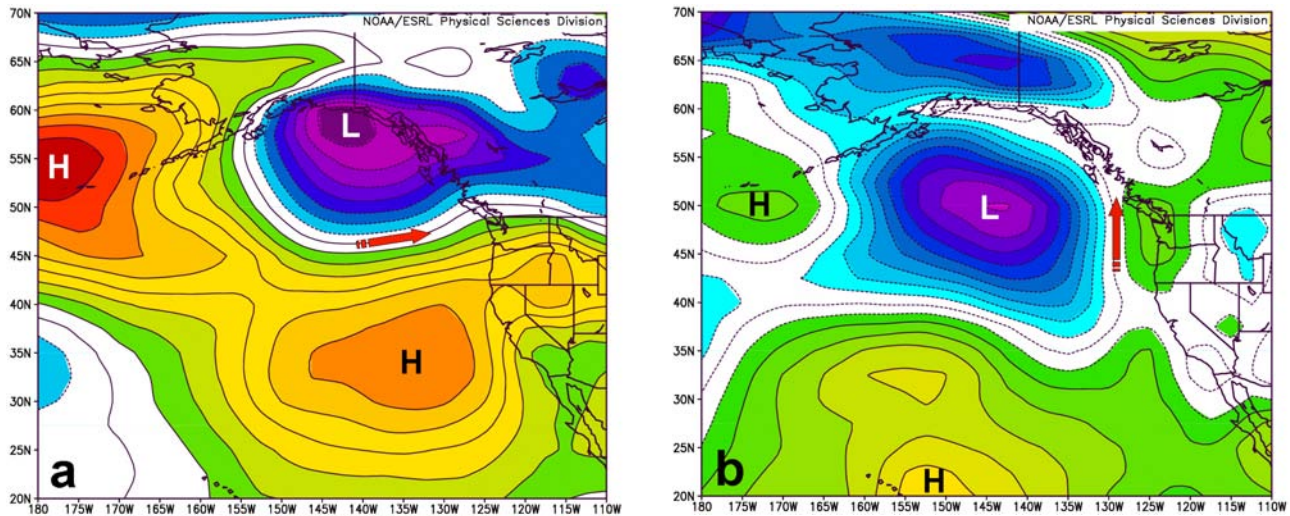 NOAA/ESRL Physical Sciences Division
70N
65N
60N
55N
50N
45N
40N
35N
30N
25N
20N
L
H
H
a
180 175W 170W 165W 160W 155W 150W 145W 140W 135W 130W 125W 120W 115W 110W
NOAA/ESRL Physical Sciences Division
70N
65N
60N
55N
50N
45N
40N
35N
30N
25N
20N
L
H
H
b
180 175W 170W 165W 160W 155W 150W 145W 140W 135W 130W 125W 120W 115W 110W